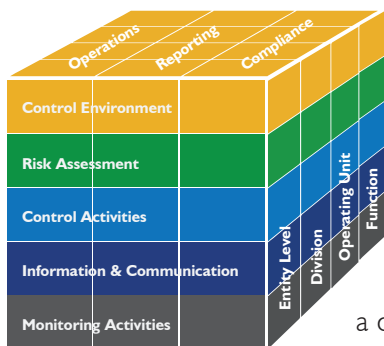 Operations
Reporting
Compliance
Control Environment
Risk Assessment
Control Activities
Information & Communication
Monitoring Activities
Entity Level
Division
Operating Unit
Function
a